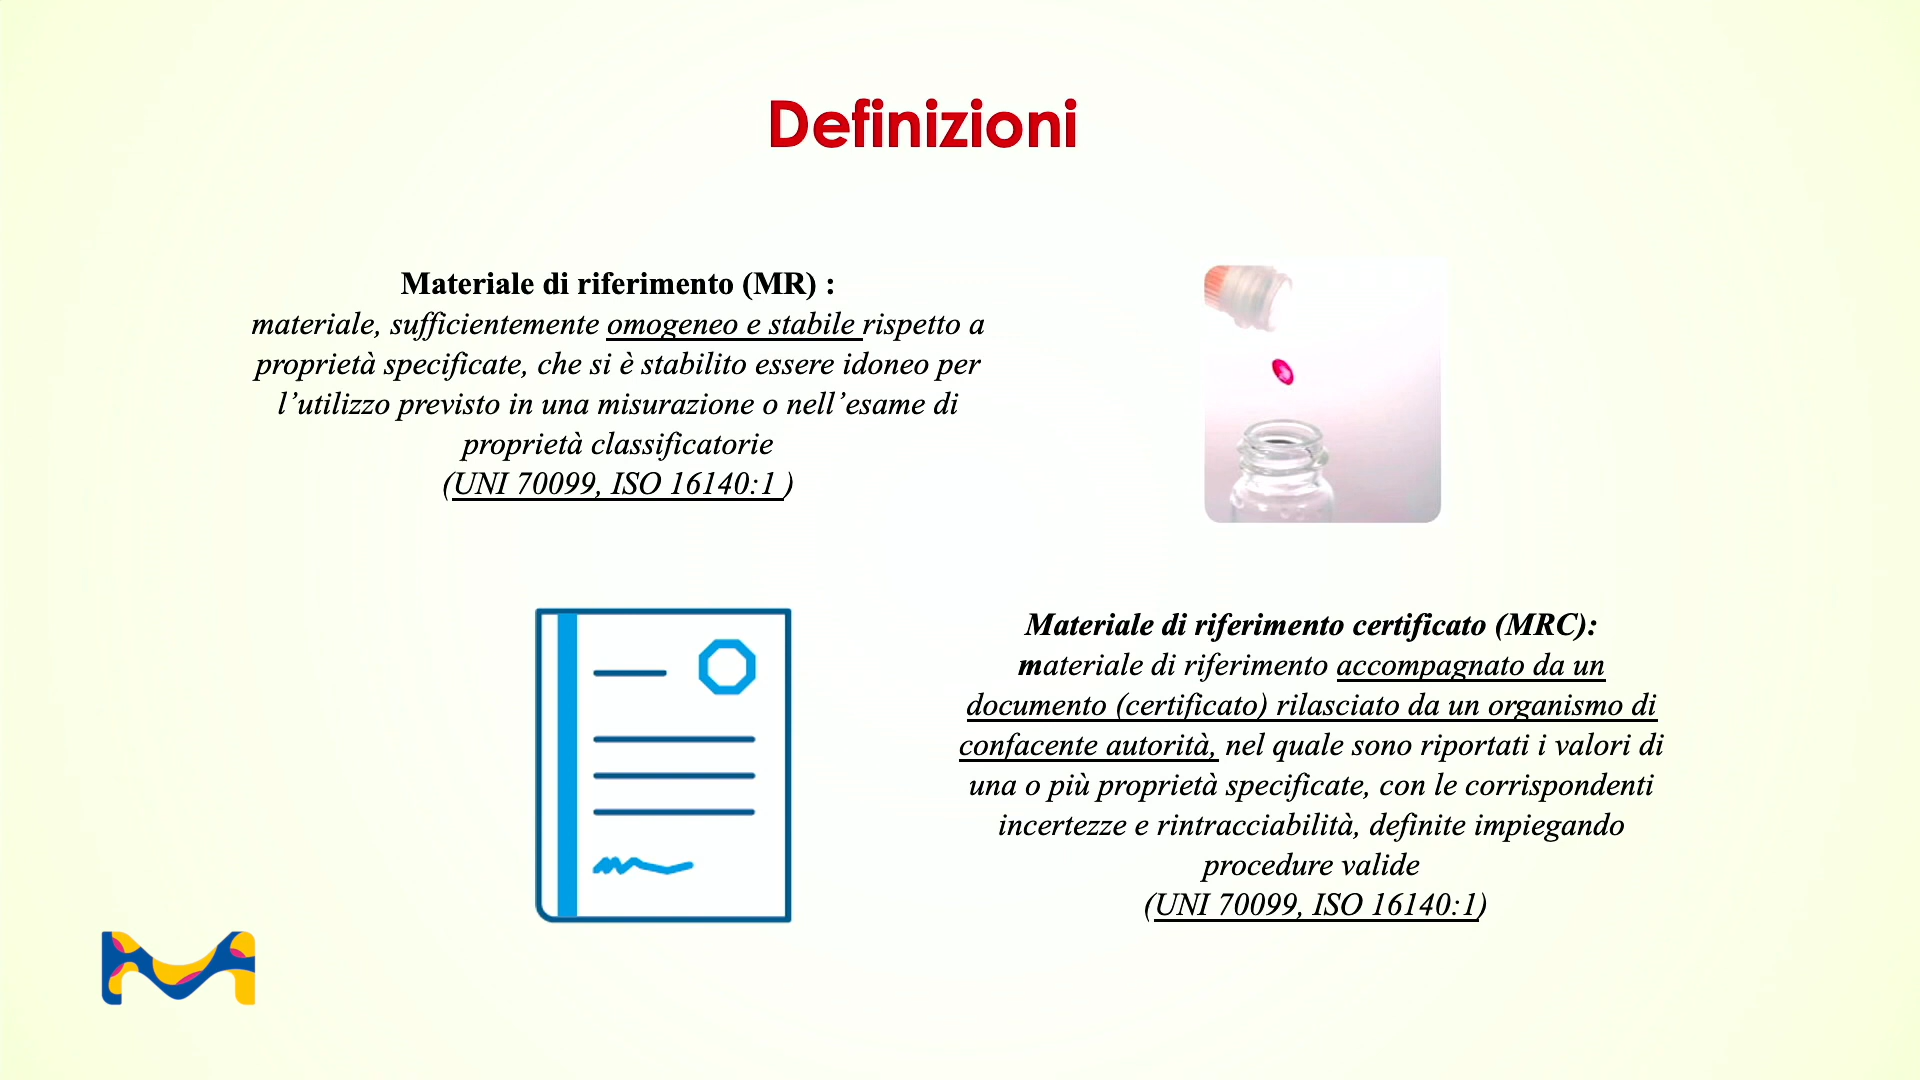 Definizioni
Materiale di riferimento (MR) :
materiale, sufficientemente omogeneo e stabile rispetto a
proprietà specificate, che si è stabilito essere idoneo per
l’utilizzo previsto in una misurazione o nell’esame di
proprietà classificatorie
(UNI 70099, ISO 16140:1 )
Materiale di riferimento certificato (MRC):
materiale di riferimento accompagnato da un
documento (certificato) rilasciato da un organismo di
confacente autorità, nel quale sono riportati i valori di
una o più proprietà specificate, con le corrispondenti
incertezze e rintracciabilità, definite impiegando
procedure valide
(UNI 70099, ISO 16140:1)